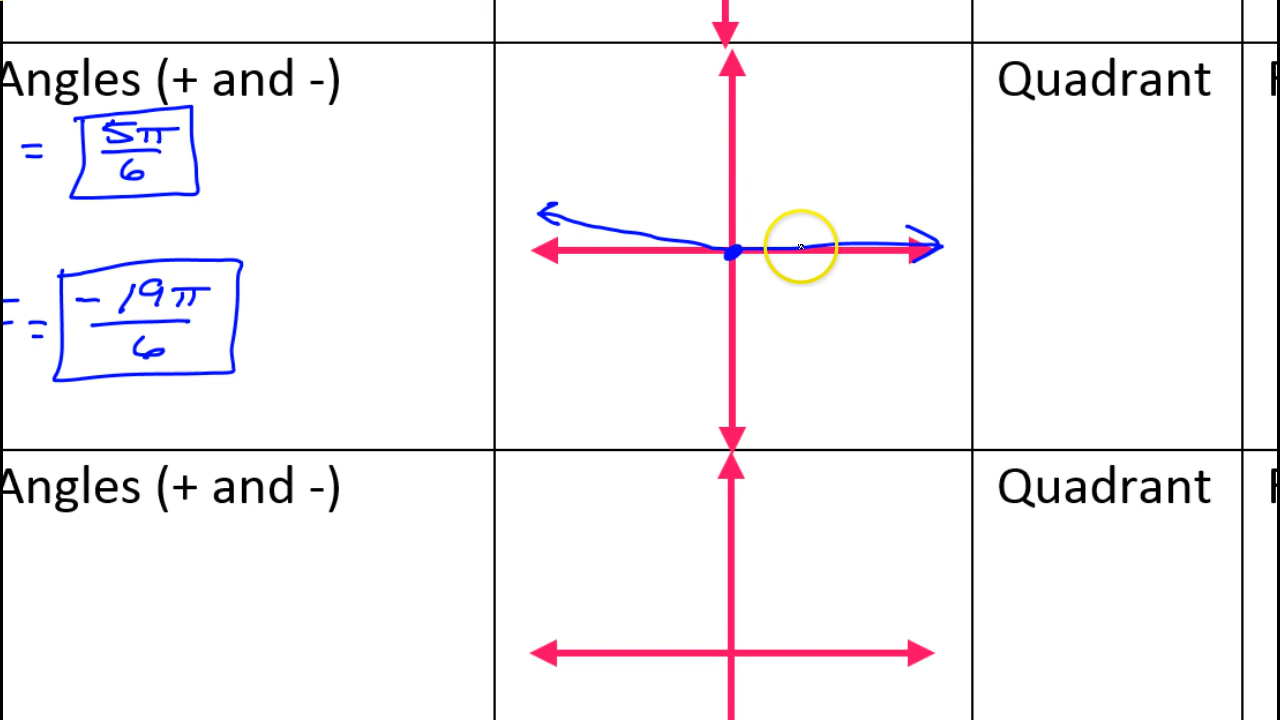 Angles (+ and -)
Quadrant
= 5π/6
= -19π/6
Angles (+ and -)
Quadrant